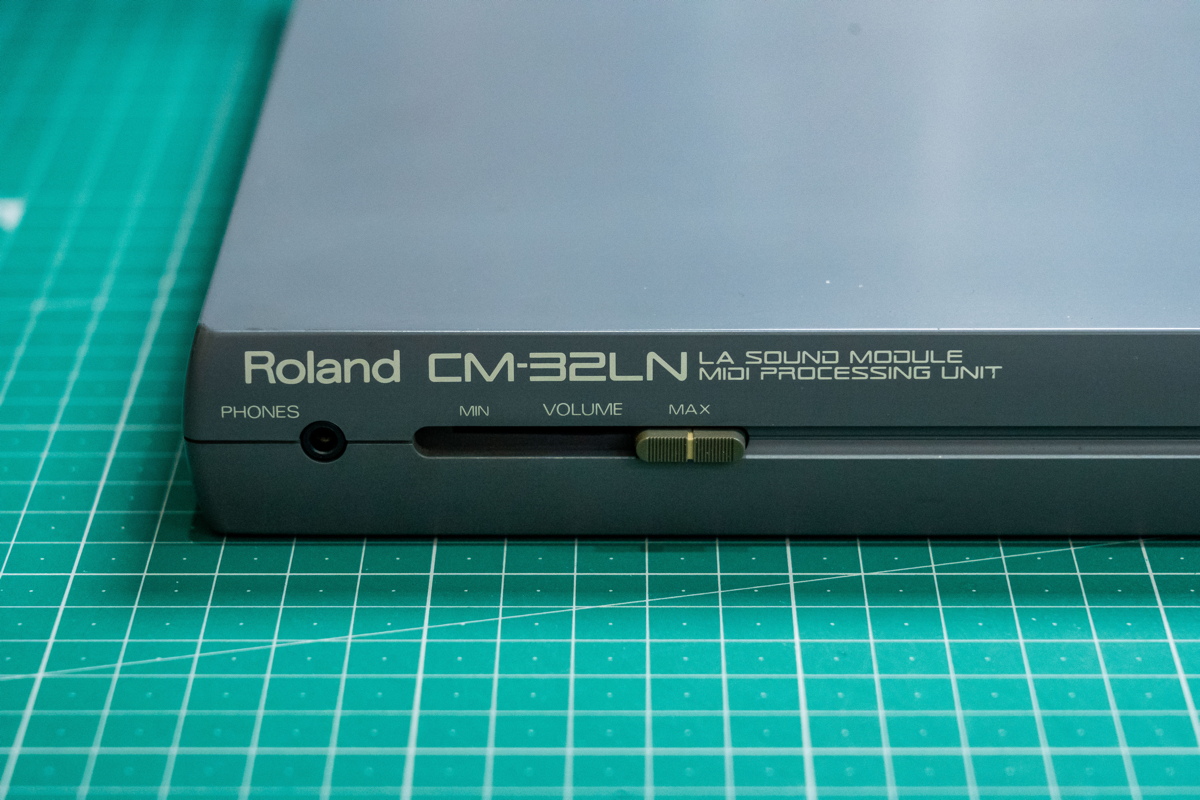 Roland CM-32LN LA SOUND MODULE
MIDI PROCESSING UNIT
PHONES MIN VOLUME MAX